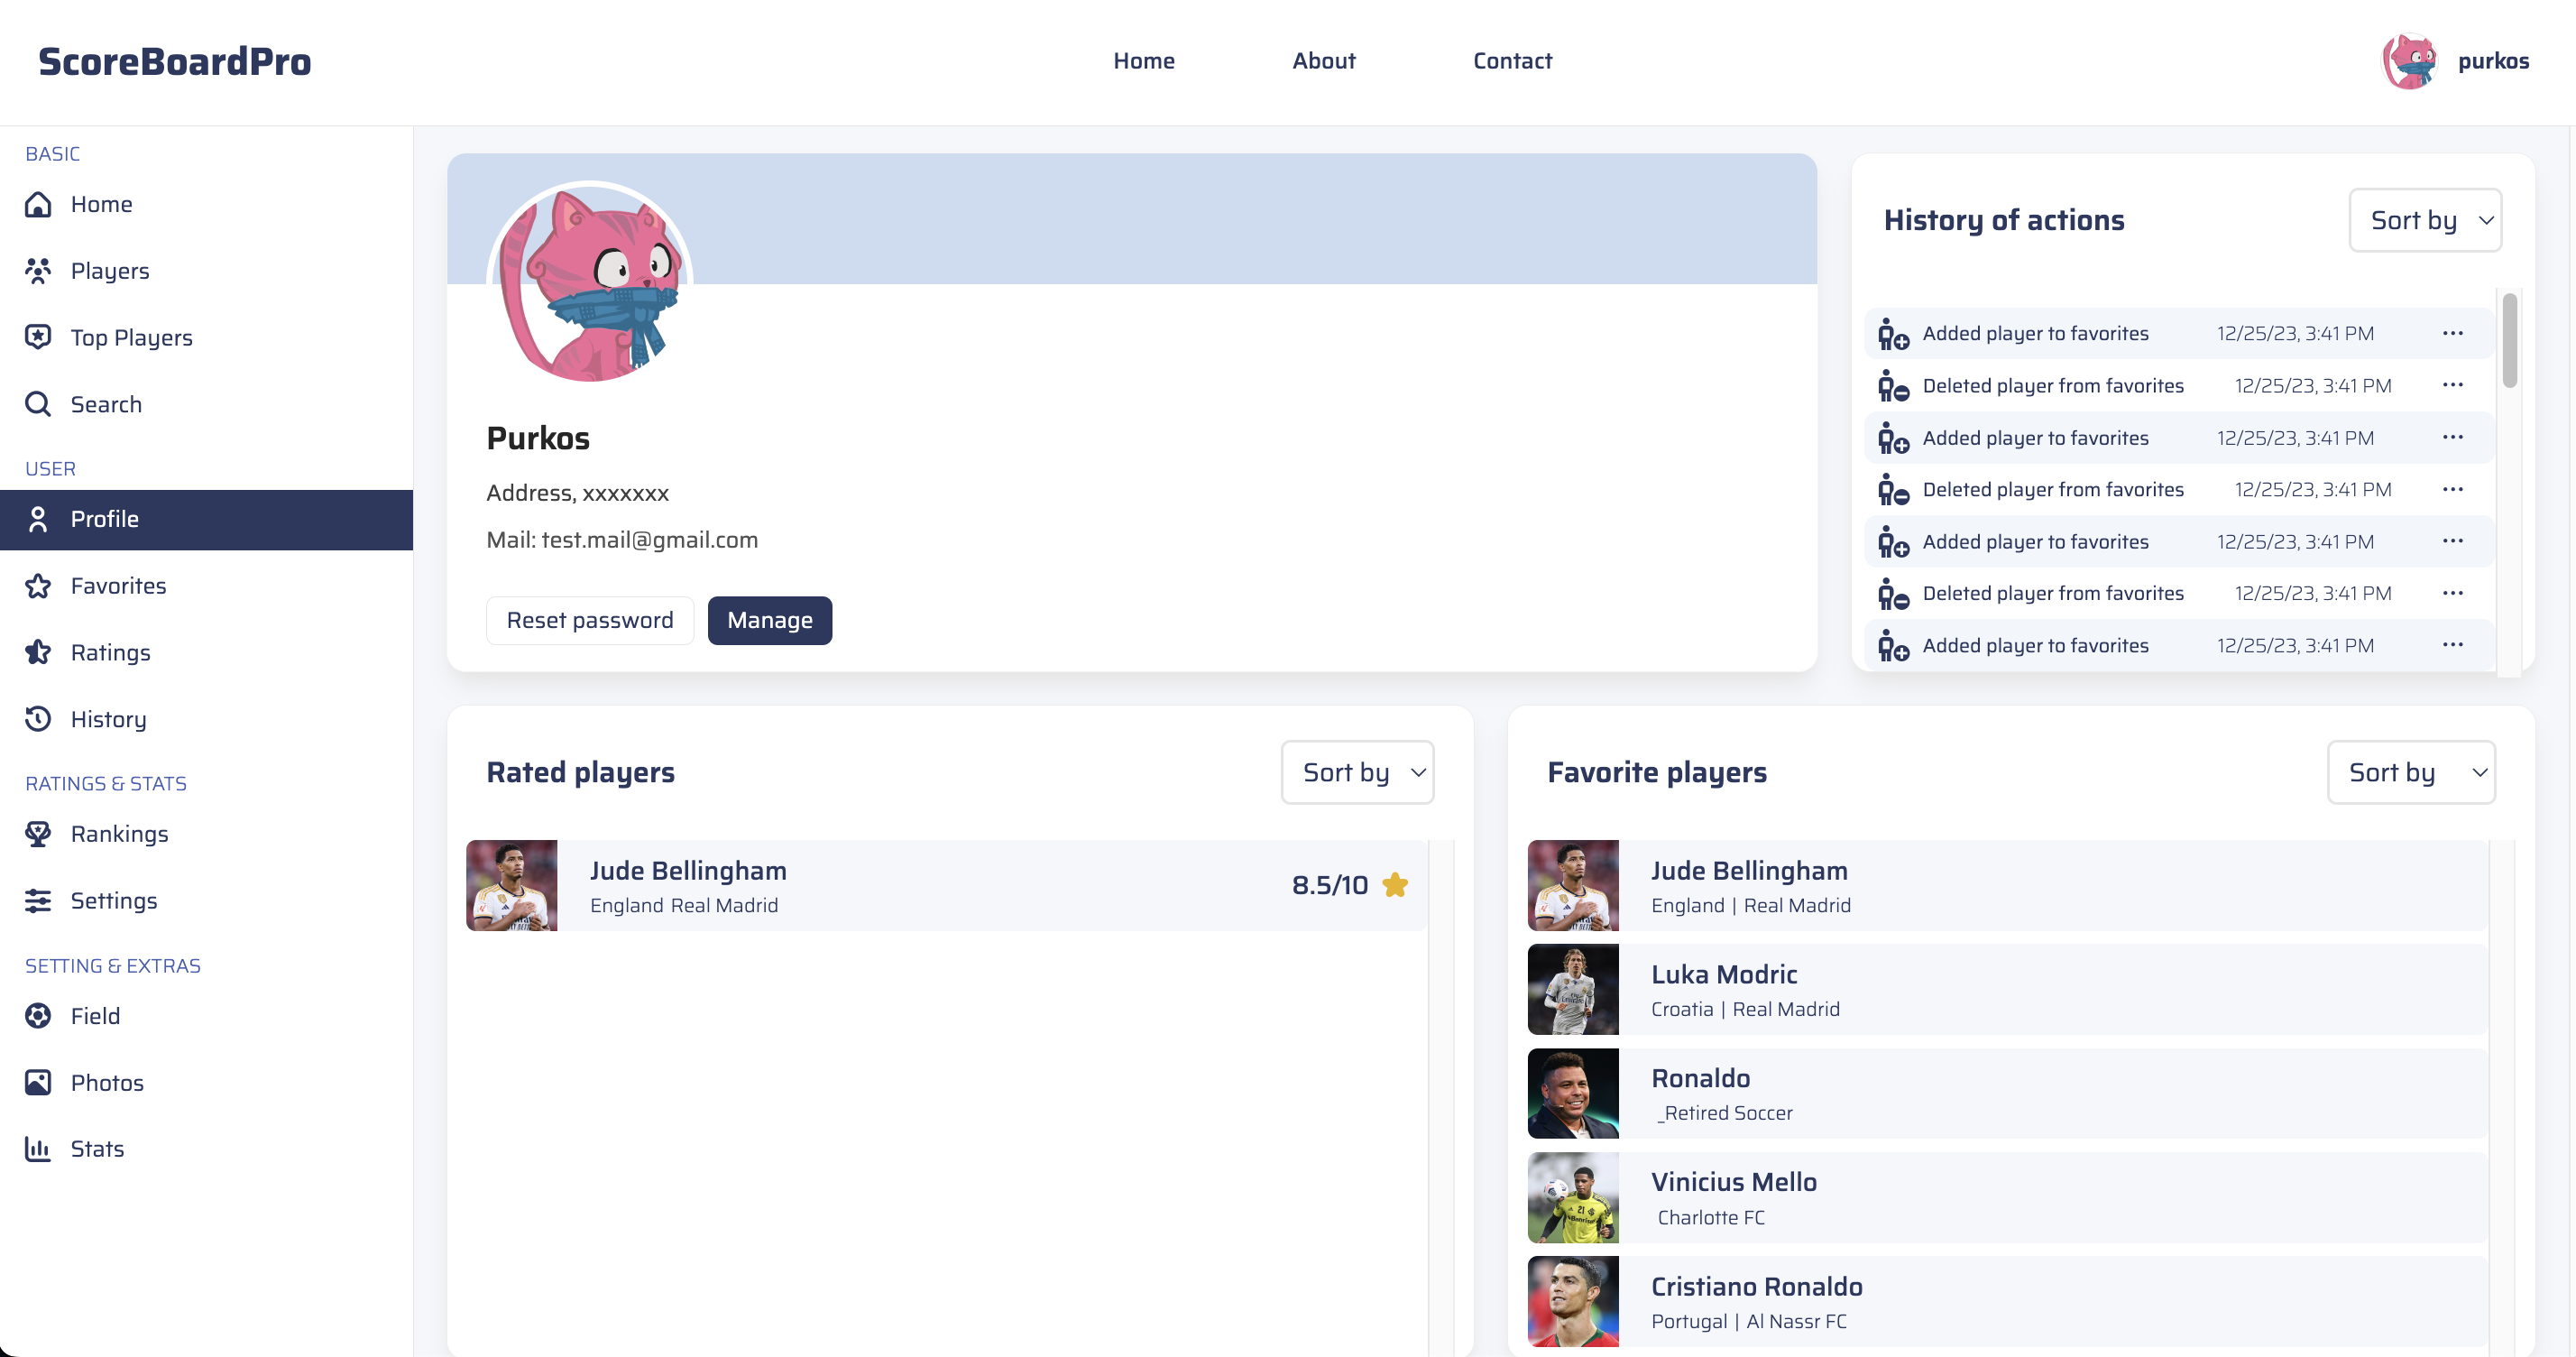 ScoreBoardPro
Home
About
Contact
purkos
BASIC
Home
Players
Top Players
Search
USER
Profile
Favorites
Ratings
History
RATINGS & STATS
Rankings
Settings
SETTING & EXTRAS
Field
Photos
Stats
Purkos
Address, xxxxxxx
Mail: test.mail@gmail.com
Reset password
Manage
History of actions
Sort by
Added player to favorites 12/25/23, 3:41 PM ...
Deleted player from favorites 12/25/23, 3:41 PM ...
Added player to favorites 12/25/23, 3:41 PM ...
Deleted player from favorites 12/25/23, 3:41 PM ...
Added player to favorites 12/25/23, 3:41 PM ...
Deleted player from favorites 12/25/23, 3:41 PM ...
Added player to favorites 12/25/23, 3:41 PM ...
Rated players
Sort by
Jude Bellingham
England Real Madrid
8.5/10
Favorite players
Sort by
Jude Bellingham
England | Real Madrid
Luka Modric
Croatia | Real Madrid
Ronaldo
_Retired Soccer
Vinicius Mello
Charlotte FC
Cristiano Ronaldo
Portugal | Al Nassr FC